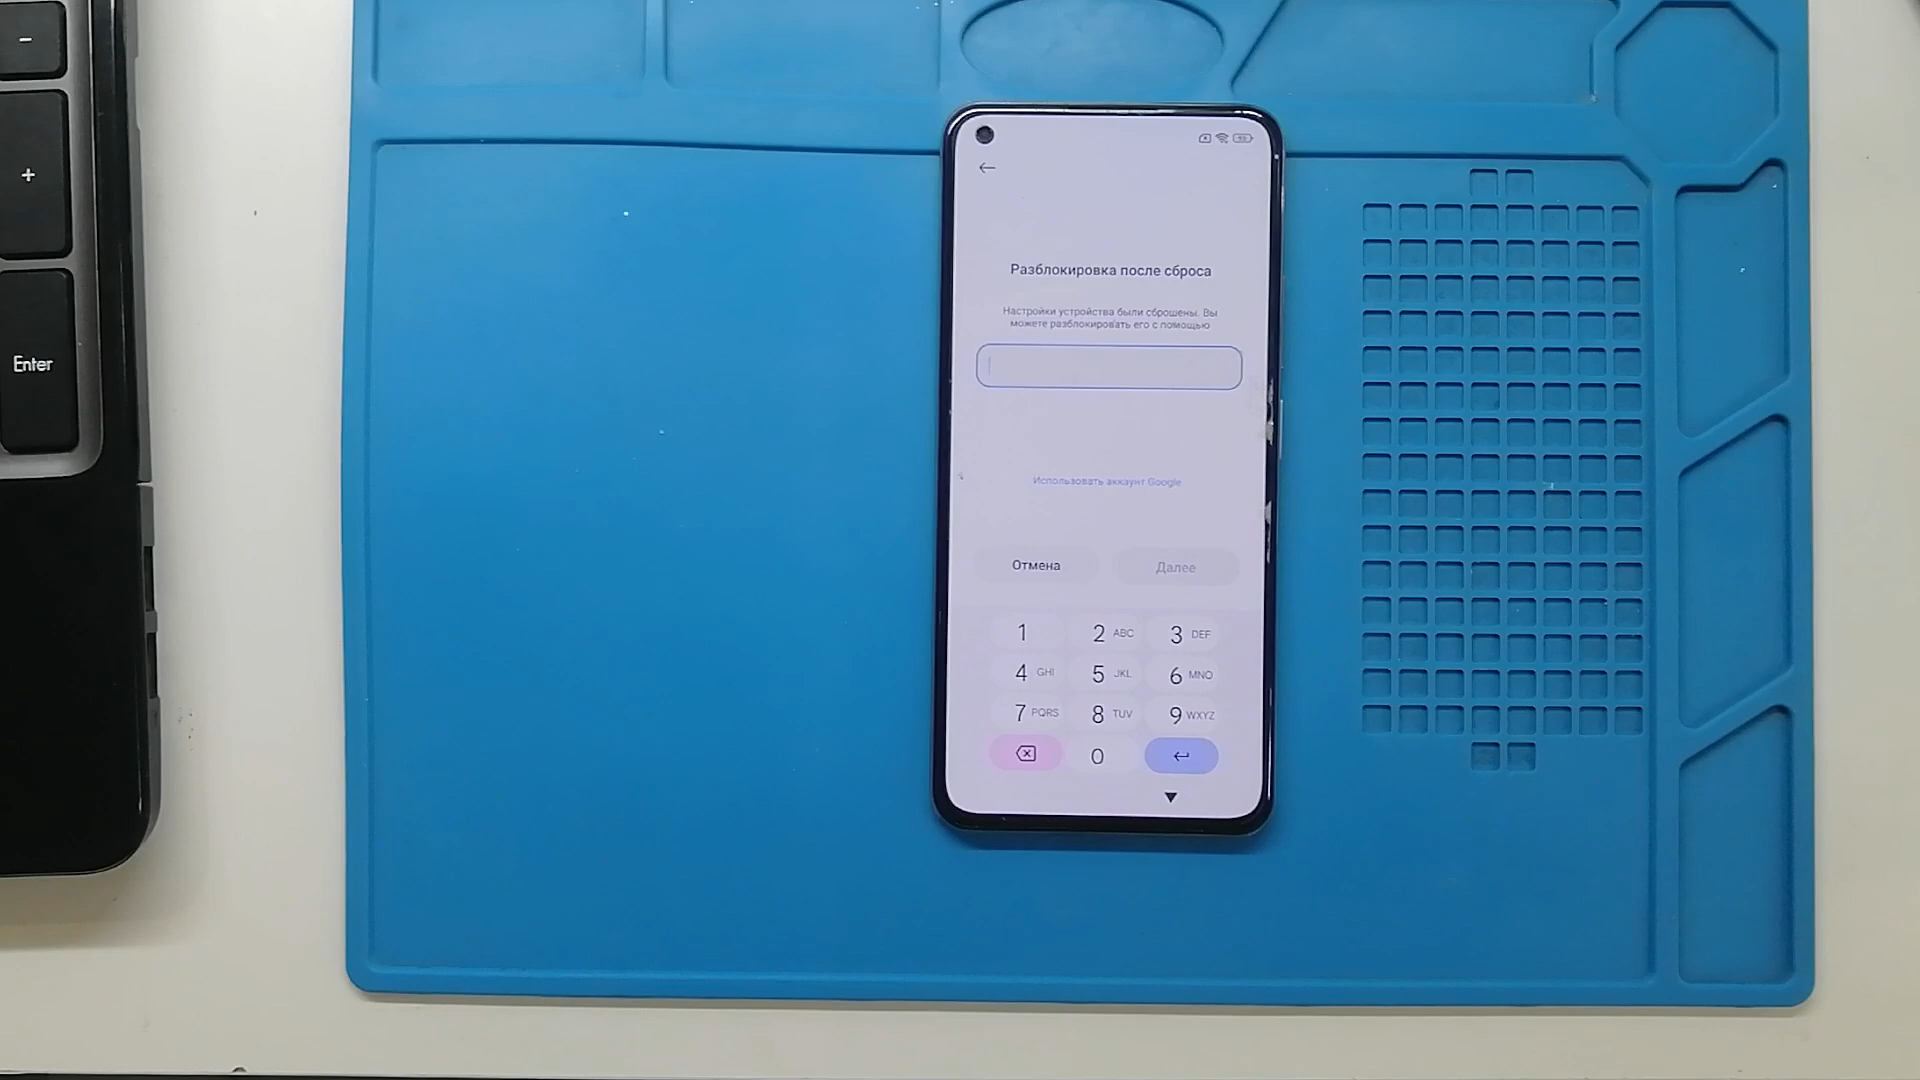 -
+
Enter
←
Разблокировка после сброса
Настройки устройства были сброшены. Вы
можете разблокировать его с помощью
Использовать аккаунт Google
Отмена Далее
1 2 ABC 3 DEF
4 GHI 5 JKL 6 MNO
7 PQRS 8 TUV 9 WXYZ
0